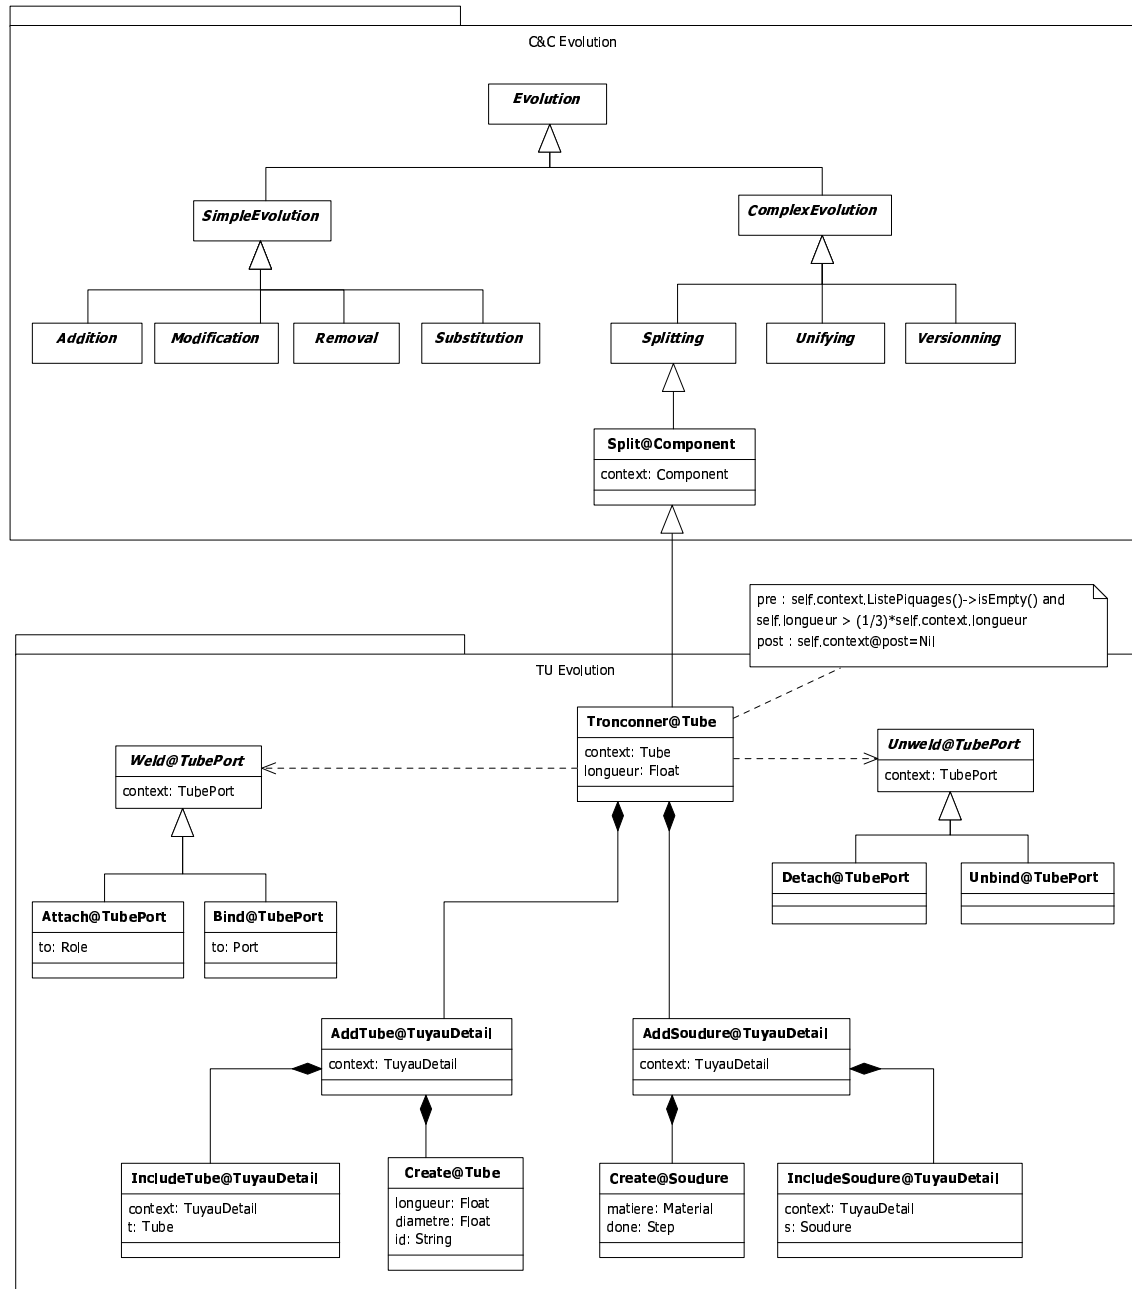 C&C Evolution
Evolution
SimpleEvolution
ComplexEvolution
Addition
Modification
Removal
Substitution
Splitting
Unifying
Versionning
Split@Component
context: Component
pre : self.context.ListePiquages()->isEmpty() and
self.longueur > (1/3)*self.context.longueur
post : self.context@post=Nil
TU Evolution
Tronconner@Tube
context: Tube
longueur: Float
Weld@TubePort
context: TubePort
Unweld@TubePort
context: TubePort
Attach@TubePort
to: Role
Bind@TubePort
to: Port
Detach@TubePort
Unbind@TubePort
AddTube@TuyauDetail
context: TuyauDetail
AddSoudure@TuyauDetail
context: TuyauDetail
IncludeTube@TuyauDetail
context: TuyauDetail
t: Tube
Create@Tube
longueur: Float
diametre: Float
id: String
Create@Soudure
matiere: Material
done: Step
IncludeSoudure@TuyauDetail
context: TuyauDetail
s: Soudure